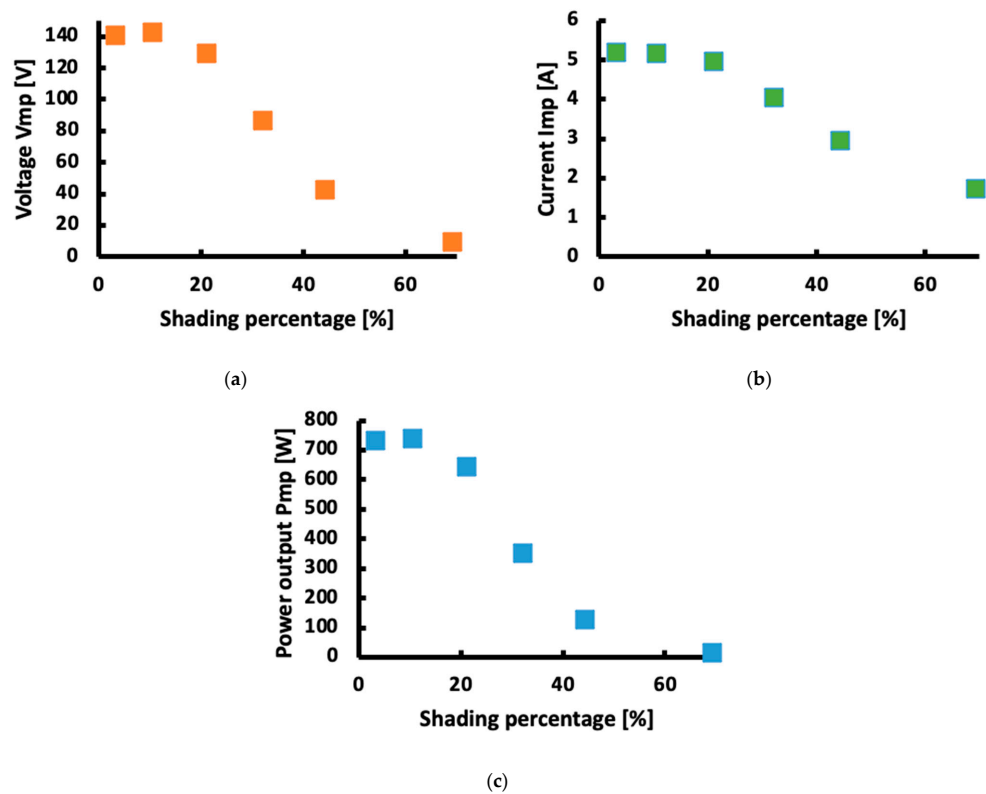 Voltage Vmp [V]
140
120
100
80
60
40
20
0
0 20 40 60
Shading percentage [%]
(a)
Current Imp [A]
6
5
4
3
2
1
0
0 20 40 60
Shading percentage [%]
(b)
Power output Pmp [W]
800
700
600
500
400
300
200
100
0
0 20 40 60
Shading percentage [%]
(c)